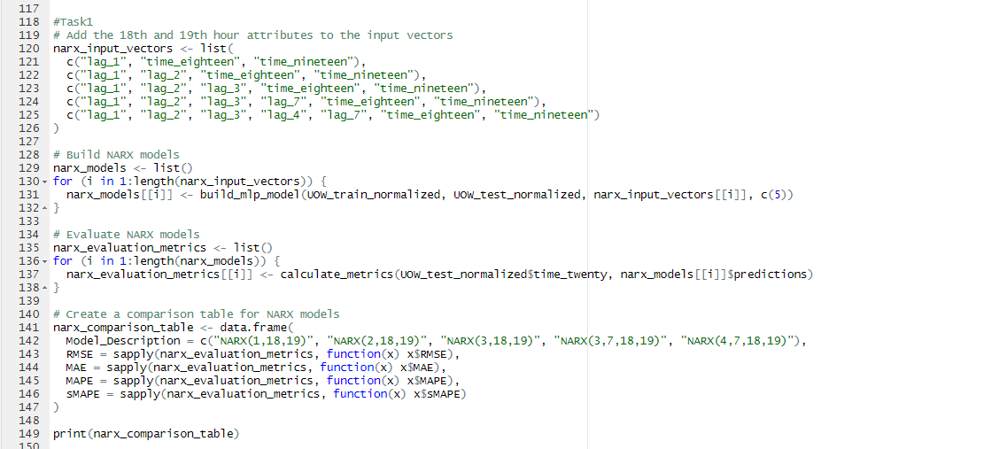 117
118 #Task1
119 # Add the 18th and 19th hour attributes to the input vectors
120 narx_input_vectors <- list(
121   c("lag_1", "time_eighteen", "time_nineteen"),
122   c("lag_1", "lag_2", "time_eighteen", "time_nineteen"),
123   c("lag_1", "lag_2", "lag_3", "time_eighteen", "time_nineteen"),
124   c("lag_1", "lag_2", "lag_3", "lag_7", "time_eighteen", "time_nineteen"),
125   c("lag_1", "lag_2", "lag_3", "lag_4", "lag_7", "time_eighteen", "time_nineteen")
126 )
127
128 # Build NARX models
129 narx_models <- list()
130 for (i in 1:length(narx_input_vectors)) {
131   narx_models[[i]] <- build_mlp_model(UOW_train_normalized, UOW_test_normalized, narx_input_vectors[[i]], c(5))
132 }
133
134 # Evaluate NARX models
135 narx_evaluation_metrics <- list()
136 for (i in 1:length(narx_models)) {
137   narx_evaluation_metrics[[i]] <- calculate_metrics(UOW_test_normalized$time_twenty, narx_models[[i]]$predictions)
138 }
139
140 # Create a comparison table for NARX models
141 narx_comparison_table <- data.frame(
142   Model_Description = c("NARX(1,18,19)", "NARX(2,18,19)", "NARX(3,18,19)", "NARX(3,7,18,19)", "NARX(4,7,18,19)"),
143   RMSE = sapply(narx_evaluation_metrics, function(x) x$RMSE),
144   MAE = sapply(narx_evaluation_metrics, function(x) x$MAE),
145   MAPE = sapply(narx_evaluation_metrics, function(x) x$MAPE),
146   sMAPE = sapply(narx_evaluation_metrics, function(x) x$sMAPE)
147 )
148
149 print(narx_comparison_table)
150